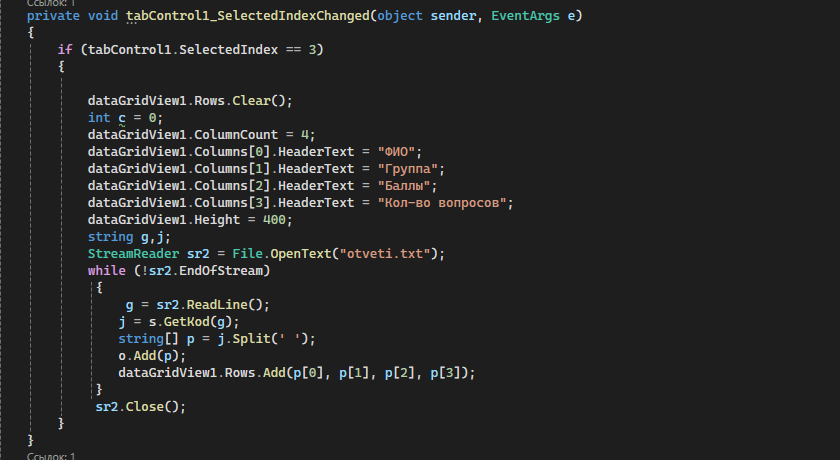 Ссылок: 1
private void tabControl1_SelectedIndexChanged(object sender, EventArgs e)
{
if (tabControl1.SelectedIndex == 3)
{
dataGridView1.Rows.Clear();
int c = 0;
dataGridView1.ColumnCount = 4;
dataGridView1.Columns[0].HeaderText = "ФИО";
dataGridView1.Columns[1].HeaderText = "Группа";
dataGridView1.Columns[2].HeaderText = "Баллы";
dataGridView1.Columns[3].HeaderText = "Кол-во вопросов";
dataGridView1.Height = 400;
string g,j;
StreamReader sr2 = File.OpenText("otveti.txt");
while (!sr2.EndOfStream)
{
g = sr2.ReadLine();
j = s.GetKod(g);
string[] p = j.Split(' ');
o.Add(p);
dataGridView1.Rows.Add(p[0], p[1], p[2], p[3]);
}
sr2.Close();
}
}
Ссылок: 1